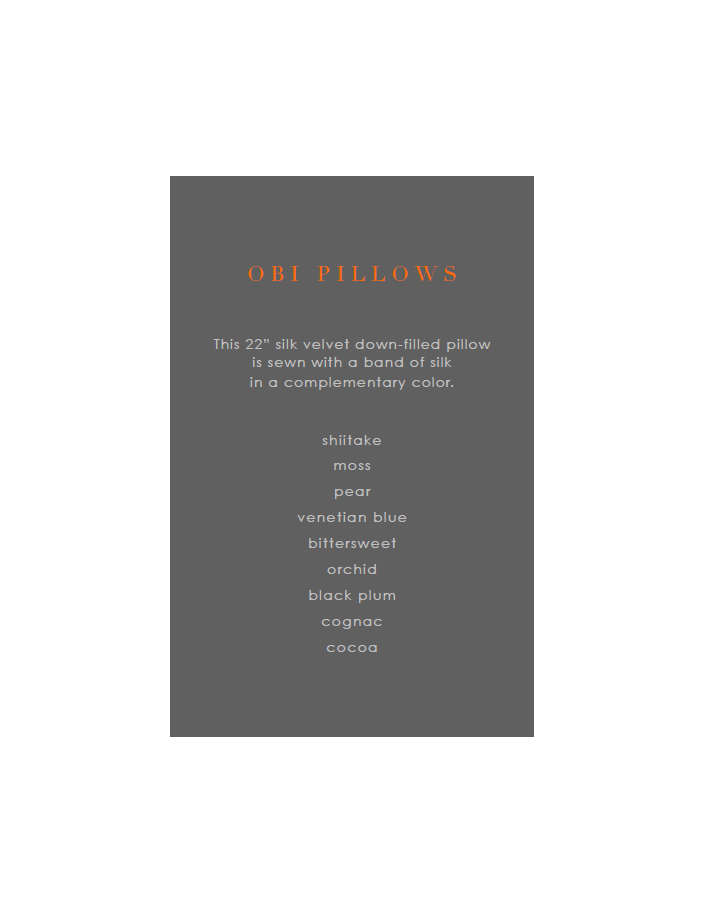 OBI PILLOWS
This 22” silk velvet down-filled pillow
is sewn with a band of silk
in a complementary color.
shiitake
moss
pear
venetian blue
bittersweet
orchid
black plum
cognac
cocoa